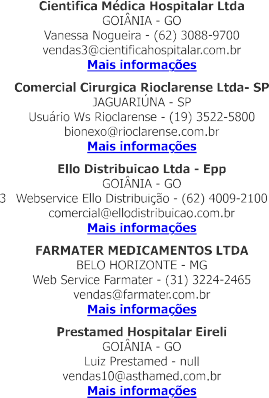 Cientifica Médica Hospitalar Ltda
GOIÂNIA - GO
Vanessa Nogueira - (62) 3088-9700
vendas3@cientificahospitalar.com.br
Mais informações
Comercial Cirurgica Rioclarense Ltda- SP
JAGUARIÚNA - SP
Usuário Ws Rioclarense - (19) 3522-5800
bionexo@rioclarense.com.br
Mais informações
Ello Distribuicao Ltda - Epp
GOIÂNIA - GO
3 Webservice Ello Distribuição - (62) 4009-2100
comercial@ellodistribuicao.com.br
Mais informações
FARMATER MEDICAMENTOS LTDA
BELO HORIZONTE - MG
Web Service Farmater - (31) 3224-2465
vendas@farmater.com.br
Mais informações
Prestamed Hospitalar Eireli
GOIÂNIA - GO
Luiz Prestamed - null
vendas10@asthamed.com.br
Mais informações